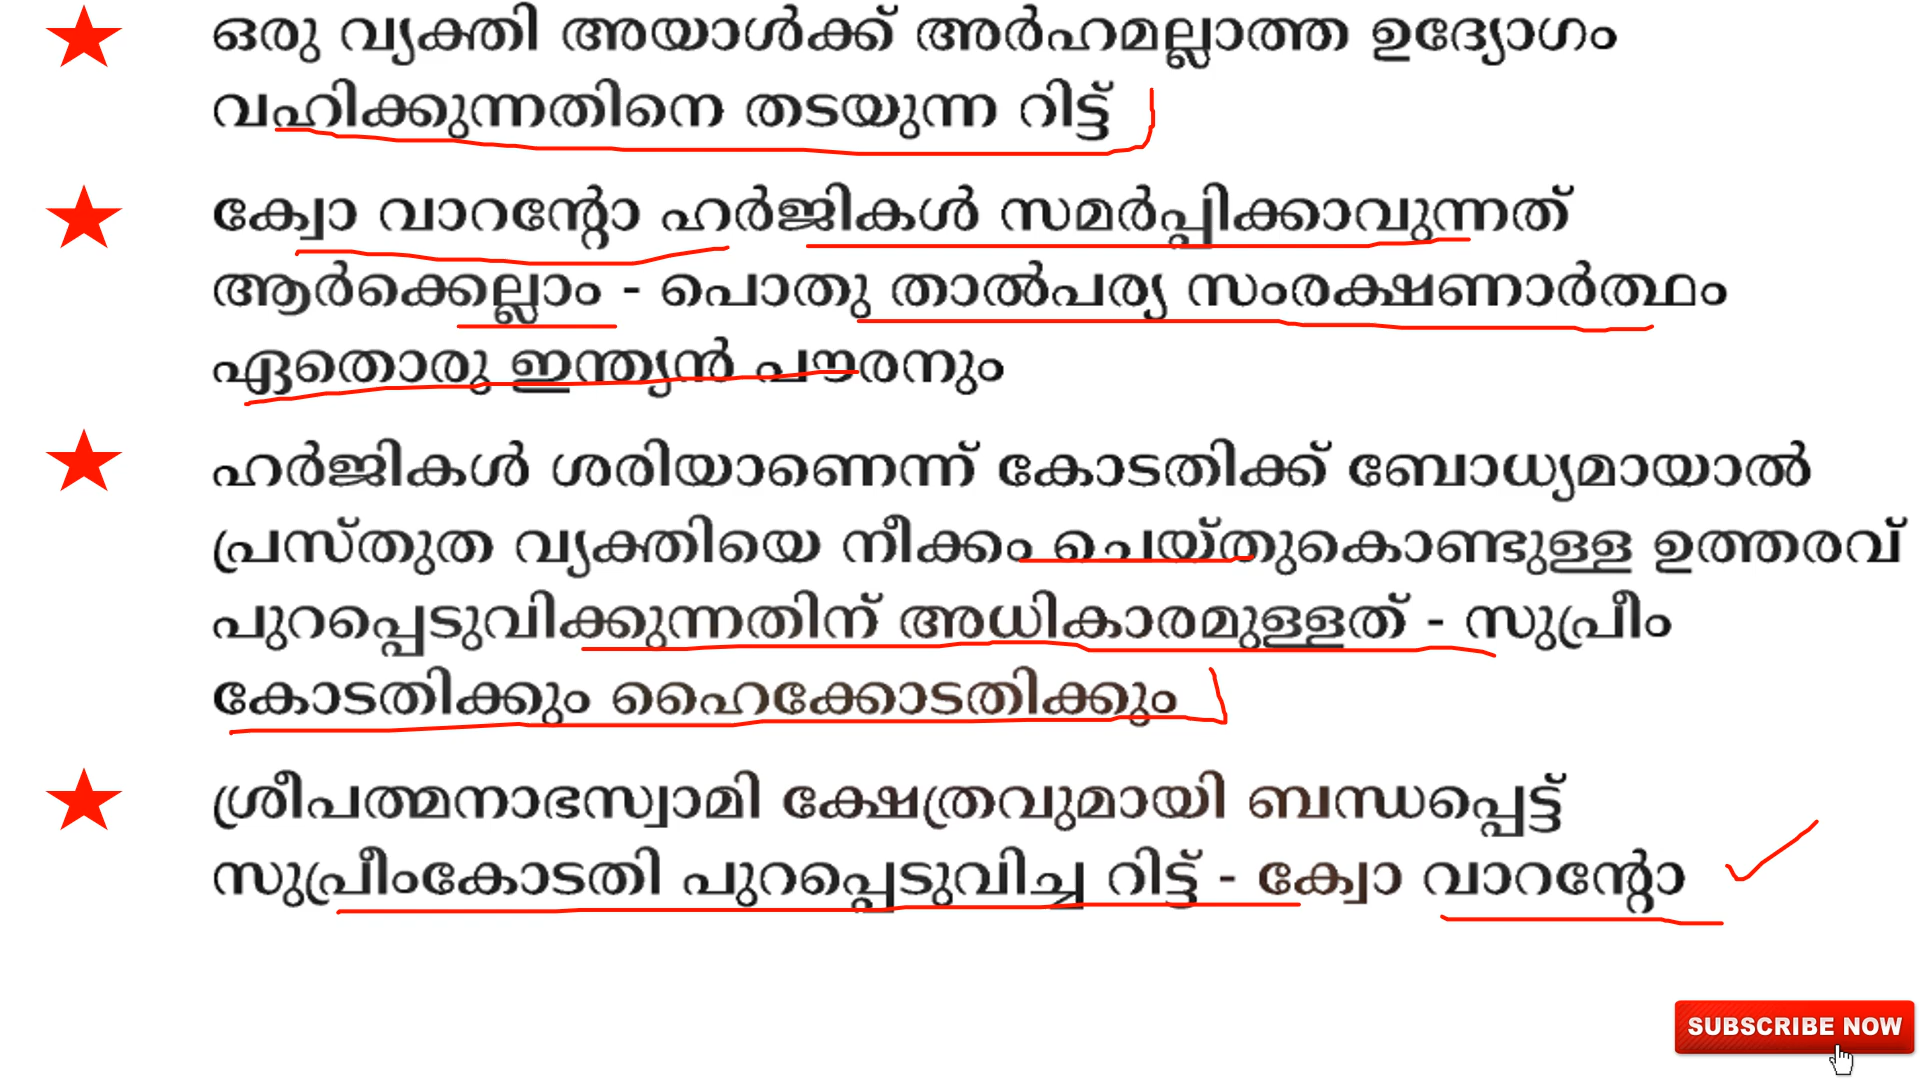 ഒരു വ്യക്തി അയാൾക്ക് അർഹമല്ലാത്ത ഉദ്യോഗം
വഹിക്കുന്നതിനെ തടയുന്ന റിട്ട്
ക്വോ വാറന്റോ ഹർജികൾ സമർപ്പിക്കാവുന്നത്
ആർക്കെല്ലാം - പൊതു താൽപര്യ സംരക്ഷണാർത്ഥം
ഏതൊരു ഇന്ത്യൻ പൗരനും
ഹർജികൾ ശരിയാണെന്ന് കോടതിക്ക് ബോധ്യമായാൽ
പ്രസ്തുത വ്യക്തിയെ നീക്കം ചെയ്തുകൊണ്ടുള്ള ഉത്തരവ്
പുറപ്പെടുവിക്കുന്നതിന് അധികാരമുള്ളത് - സുപ്രീം
കോടതിക്കും ഹൈക്കോടതിക്കും
ശ്രീപത്മനാഭസ്വാമി ക്ഷേത്രവുമായി ബന്ധപ്പെട്ട്
സുപ്രീംകോടതി പുറപ്പെടുവിച്ച റിട്ട് - ക്വോ വാറന്റോ
SUBSCRIBE NOW